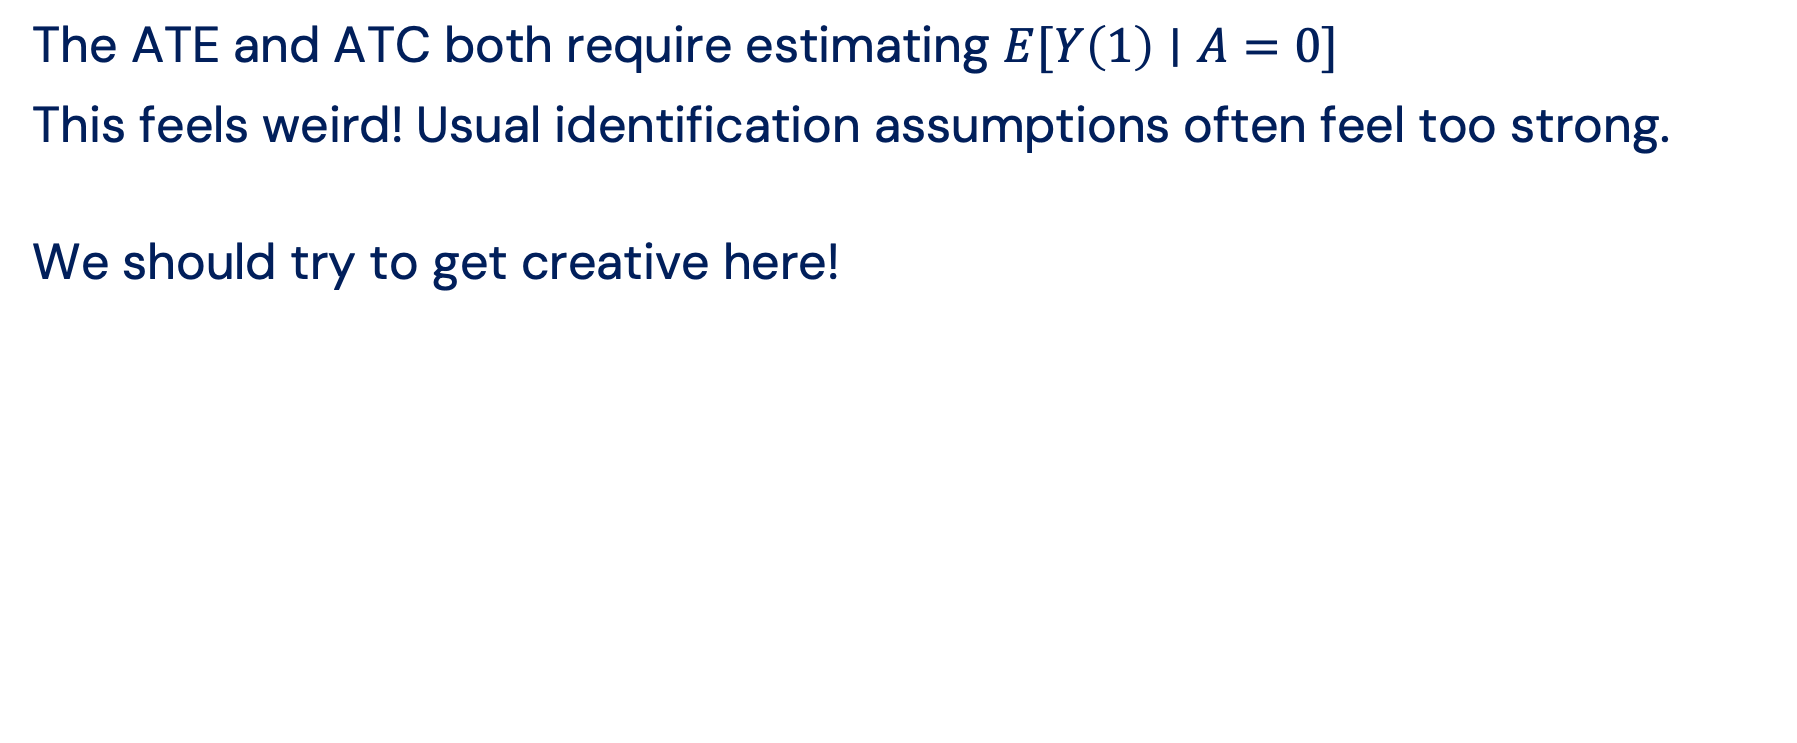 The ATE and ATC both require estimating E[Y(1) | A = 0]
This feels weird! Usual identification assumptions often feel too strong.
We should try to get creative here!